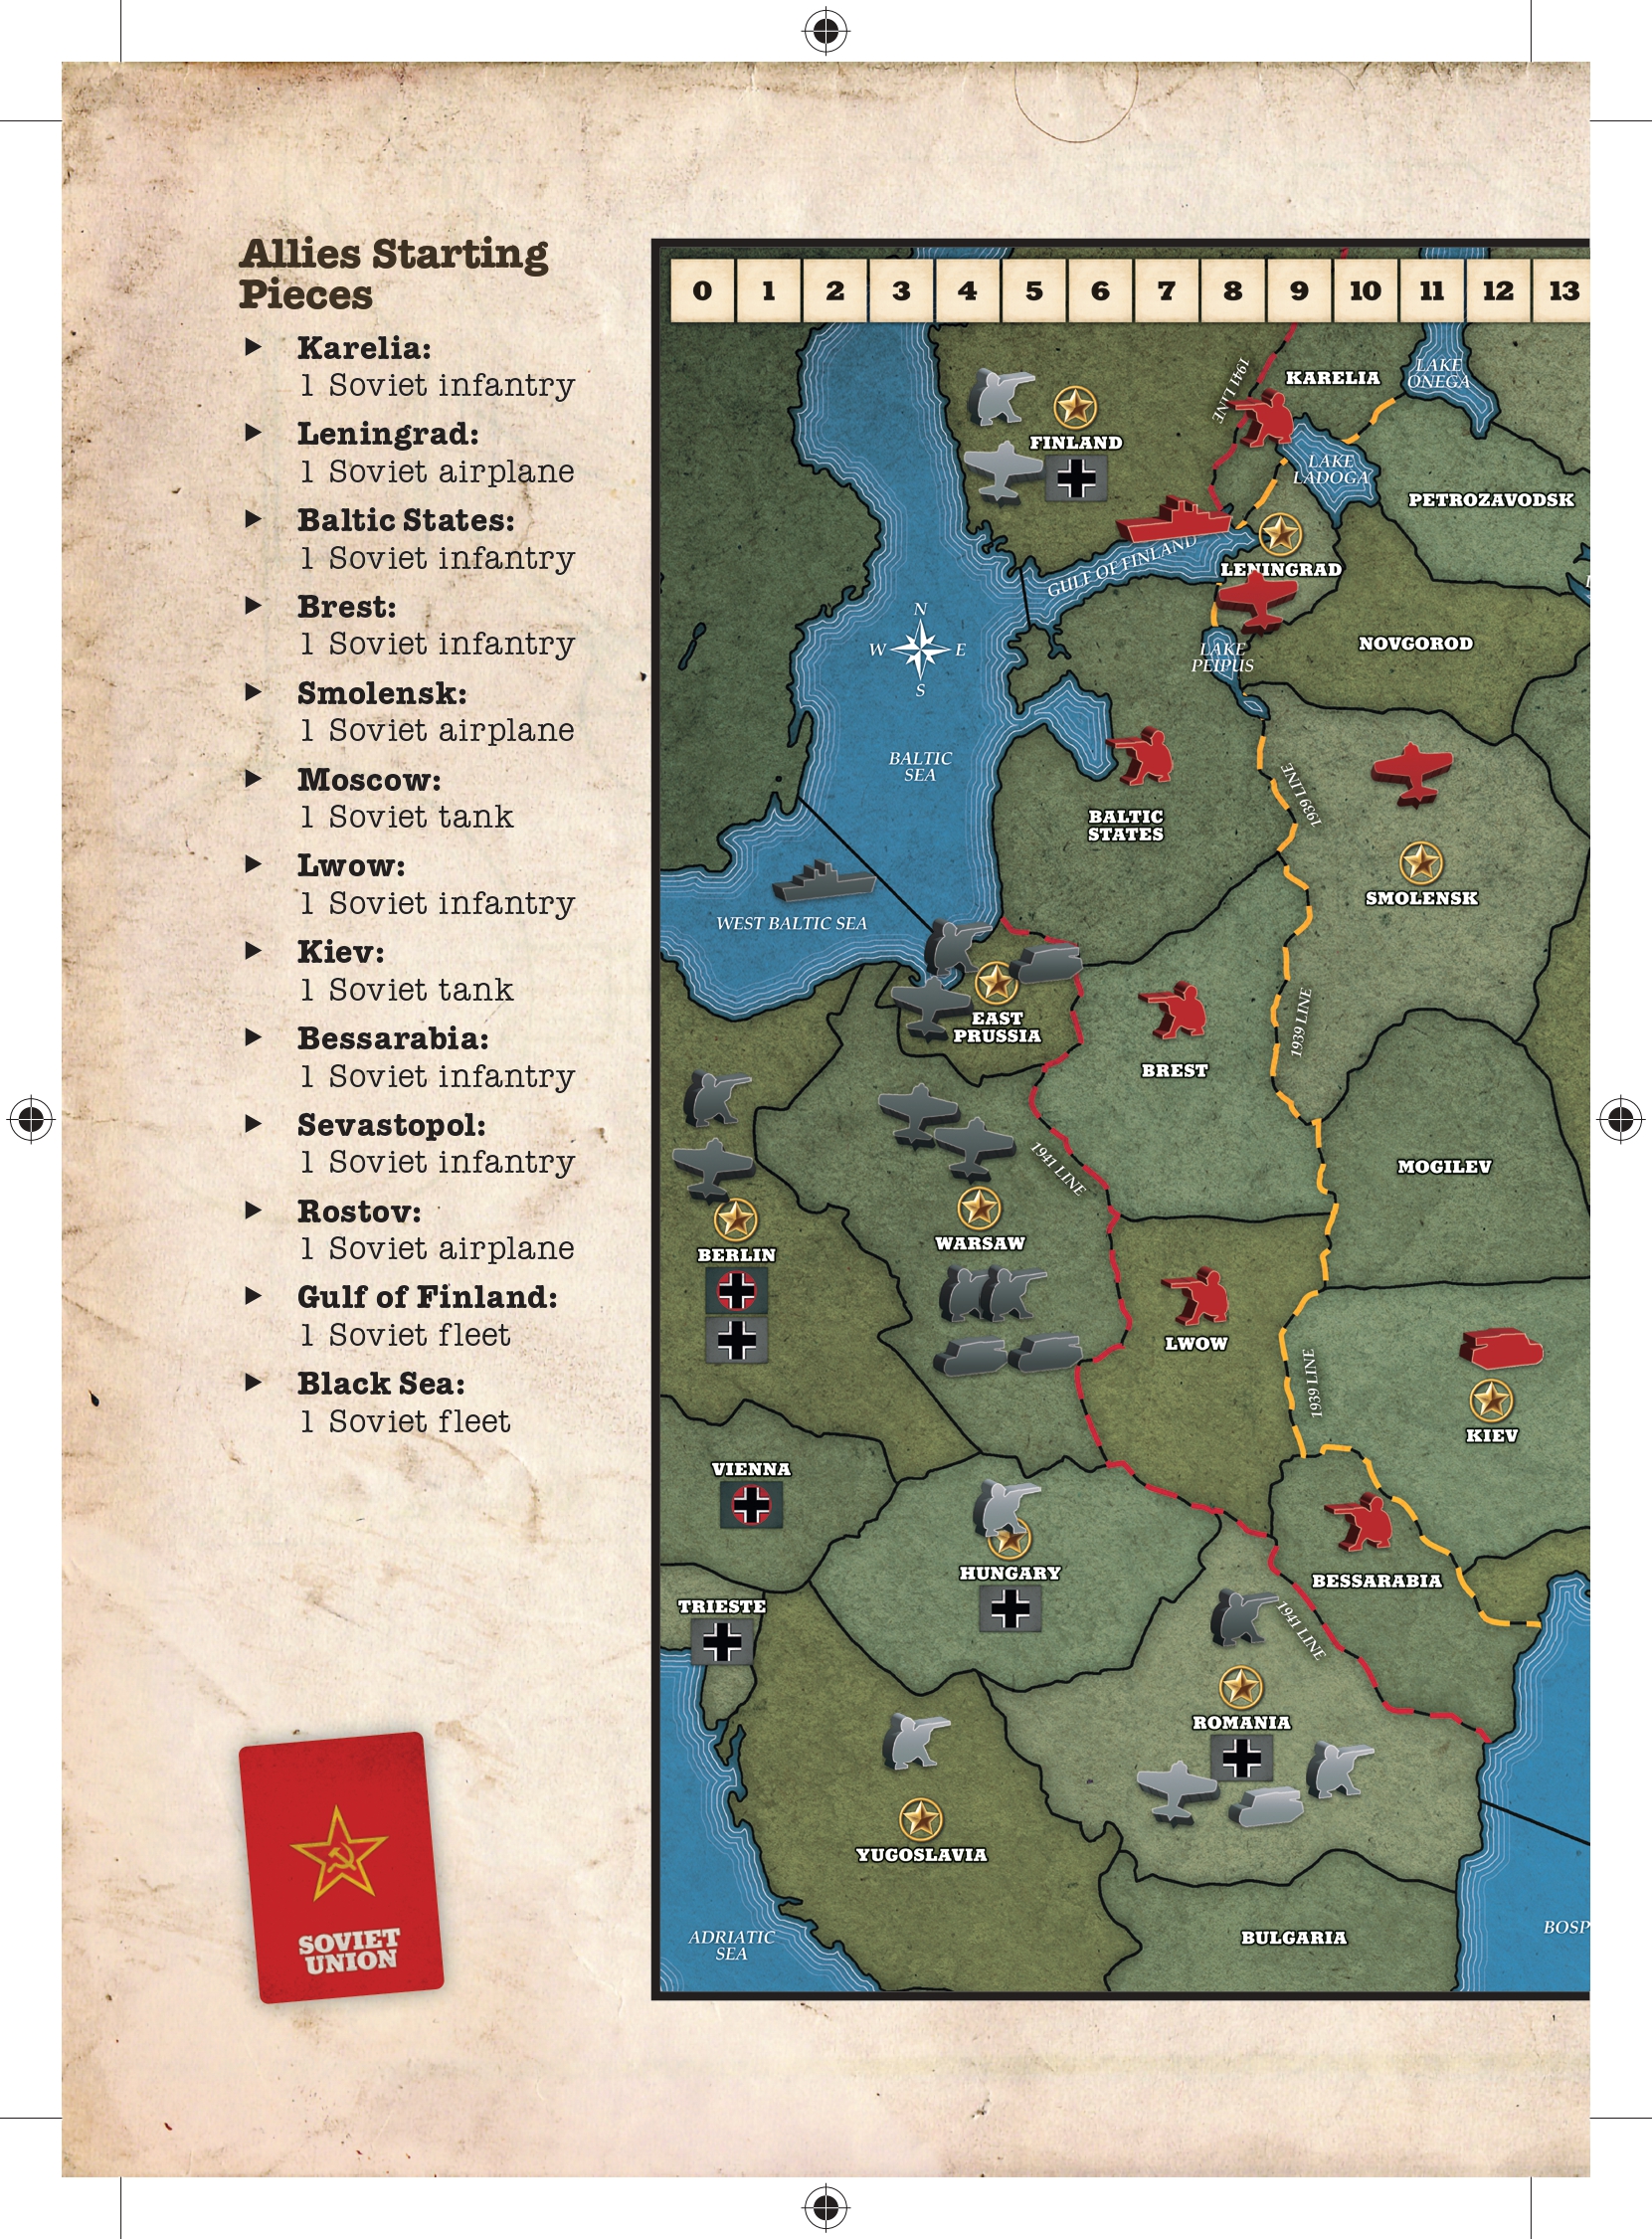 Allies Starting
Pieces
▶ Karelia:
1 Soviet infantry
▶ Leningrad:
1 Soviet airplane
▶ Baltic States:
1 Soviet infantry
▶ Brest:
1 Soviet infantry
▶ Smolensk:
1 Soviet airplane
▶ Moscow:
1 Soviet tank
▶ Lwow:
1 Soviet infantry
▶ Kiev:
1 Soviet tank
▶ Bessarabia:
1 Soviet infantry
▶ Sevastopol:
1 Soviet infantry
▶ Rostov:
1 Soviet airplane
▶ Gulf of Finland:
1 Soviet fleet
▶ Black Sea:
1 Soviet fleet
SOVIET
UNION
0 1 2 3 4 5 6 7 8 9 10 11 12 13
KARELIA
LAKE
ONEGA
1941 LINE
FINLAND
LAKE
LADOGA
PETROZAVODSK
GULF OF FINLAND
LENINGRAD
N
W E
S
NOVGOROD
LAKE
PEIPUS
BALTIC
SEA
1939 LINE
BALTIC
STATES
SMOLENSK
WEST BALTIC SEA
EAST
PRUSSIA
1939 LINE
BREST
1941 LINE
MOGILEV
WARSAW
BERLIN
LWOW
1939 LINE
KIEV
VIENNA
HUNGARY
BESSARABIA
TRIESTE
1941 LINE
ROMANIA
YUGOSLAVIA
ADRIATIC
SEA
BULGARIA
BOSP